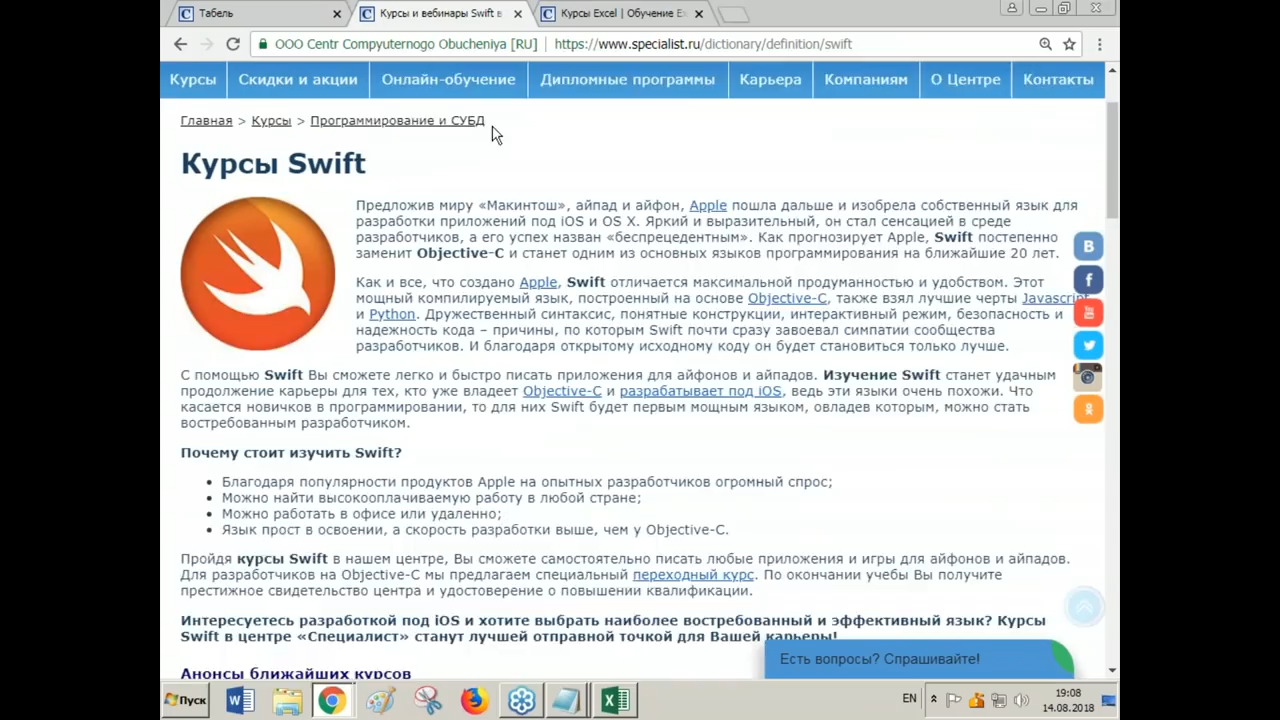 Табель
Курсы и вебинары Swift в
Курсы Excel | Обучение Ex
OOO Centr Compyuternogo Obucheniya [RU]
https://www.specialist.ru/dictionary/definition/swift
Курсы
Скидки и акции
Онлайн-обучение
Дипломные программы
Карьера
Компаниям
О Центре
Контакты
Главная > Курсы > Программирование и СУБД
Курсы Swift
Предложив миру «Макинтош», айпад и айфон, Apple пошла дальше и изобрела собственный язык для
разработки приложений под iOS и OS X. Яркий и выразительный, он стал сенсацией в среде
разработчиков, а его успех назван «беспрецедентным». Как прогнозирует Apple, Swift постепенно
заменит Objective-C и станет одним из основных языков программирования на ближайшие 20 лет.
Как и все, что создано Apple, Swift отличается максимальной продуманностью и удобством. Этот
мощный компилируемый язык, построенный на основе Objective-C, также взял лучшие черты Javascript
и Python. Дружественный синтаксис, понятные конструкции, интерактивный режим, безопасность и
надежность кода – причины, по которым Swift почти сразу завоевал симпатии сообщества
разработчиков. И благодаря открытому исходному коду он будет становиться только лучше.
С помощью Swift Вы сможете легко и быстро писать приложения для айфонов и айпадов. Изучение Swift станет удачным
продолжение карьеры для тех, кто уже владеет Objective-C и разрабатывает под iOS, ведь эти языки очень похожи. Что
касается новичков в программировании, то для них Swift будет первым мощным языком, овладев которым, можно стать
востребованным разработчиком.
Почему стоит изучить Swift?
• Благодаря популярности продуктов Apple на опытных разработчиков огромный спрос;
• Можно найти высокооплачиваемую работу в любой стране;
• Можно работать в офисе или удаленно;
• Язык прост в освоении, а скорость разработки выше, чем у Objective-C.
Пройдя курсы Swift в нашем центре, Вы сможете самостоятельно писать любые приложения и игры для айфонов и айпадов.
Для разработчиков на Objective-C мы предлагаем специальный переходный курс. По окончании учебы Вы получите
престижное свидетельство центра и удостоверение о повышении квалификации.
Интересуетесь разработкой под iOS и хотите выбрать наиболее востребованный и эффективный язык? Курсы
Swift в центре «Специалист» станут лучшей отправной точкой для Вашей карьеры!
Есть вопросы? Спрашивайте!
Анонсы ближайших курсов
Пуск
EN
19:08
14.08.2018